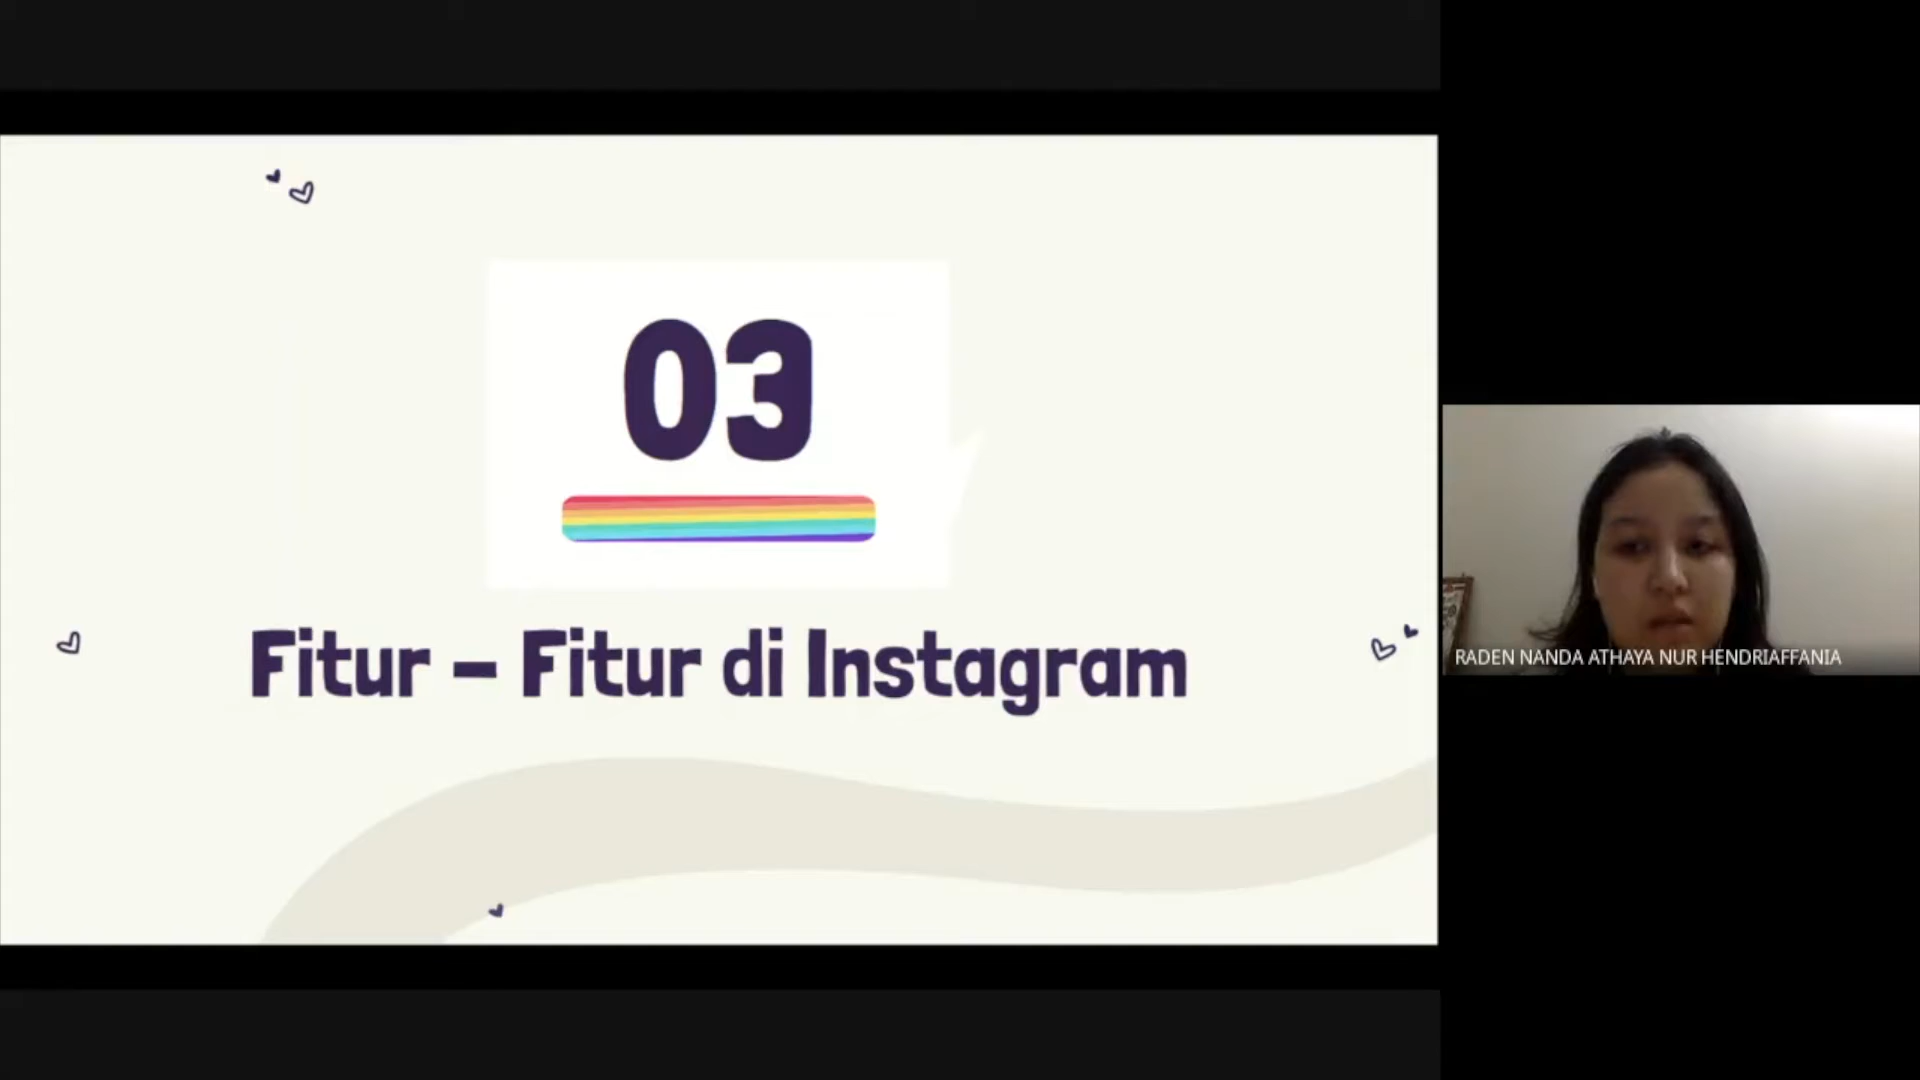 03
Fitur – Fitur di Instagram
RADEN NANDA ATHAYA NUR HENDRIAFFANIA